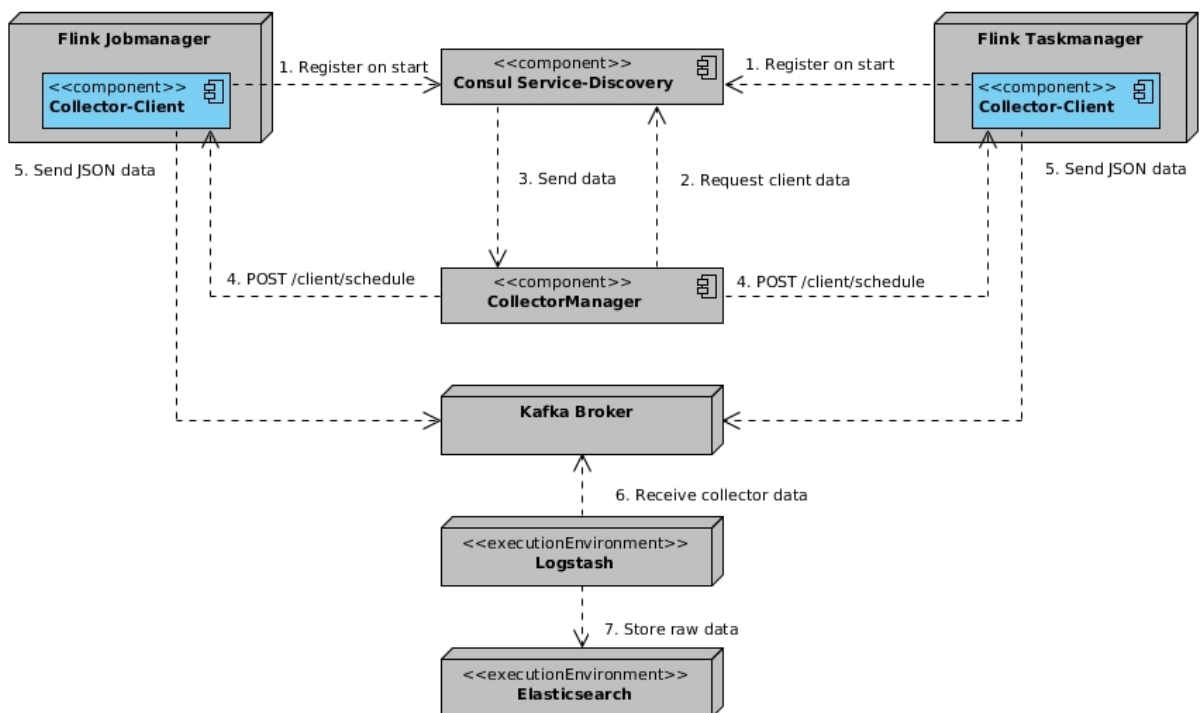 Flink Jobmanager
<<component>>
Collector-Client
1. Register on start
<<component>>
Consul Service-Discovery
1. Register on start
Flink Taskmanager
<<component>>
Collector-Client
5. Send JSON data
3. Send data
2. Request client data
5. Send JSON data
4. POST /client/schedule
<<component>>
CollectorManager
4. POST /client/schedule
Kafka Broker
6. Receive collector data
<<executionEnvironment>>
Logstash
7. Store raw data
<<executionEnvironment>>
Elasticsearch